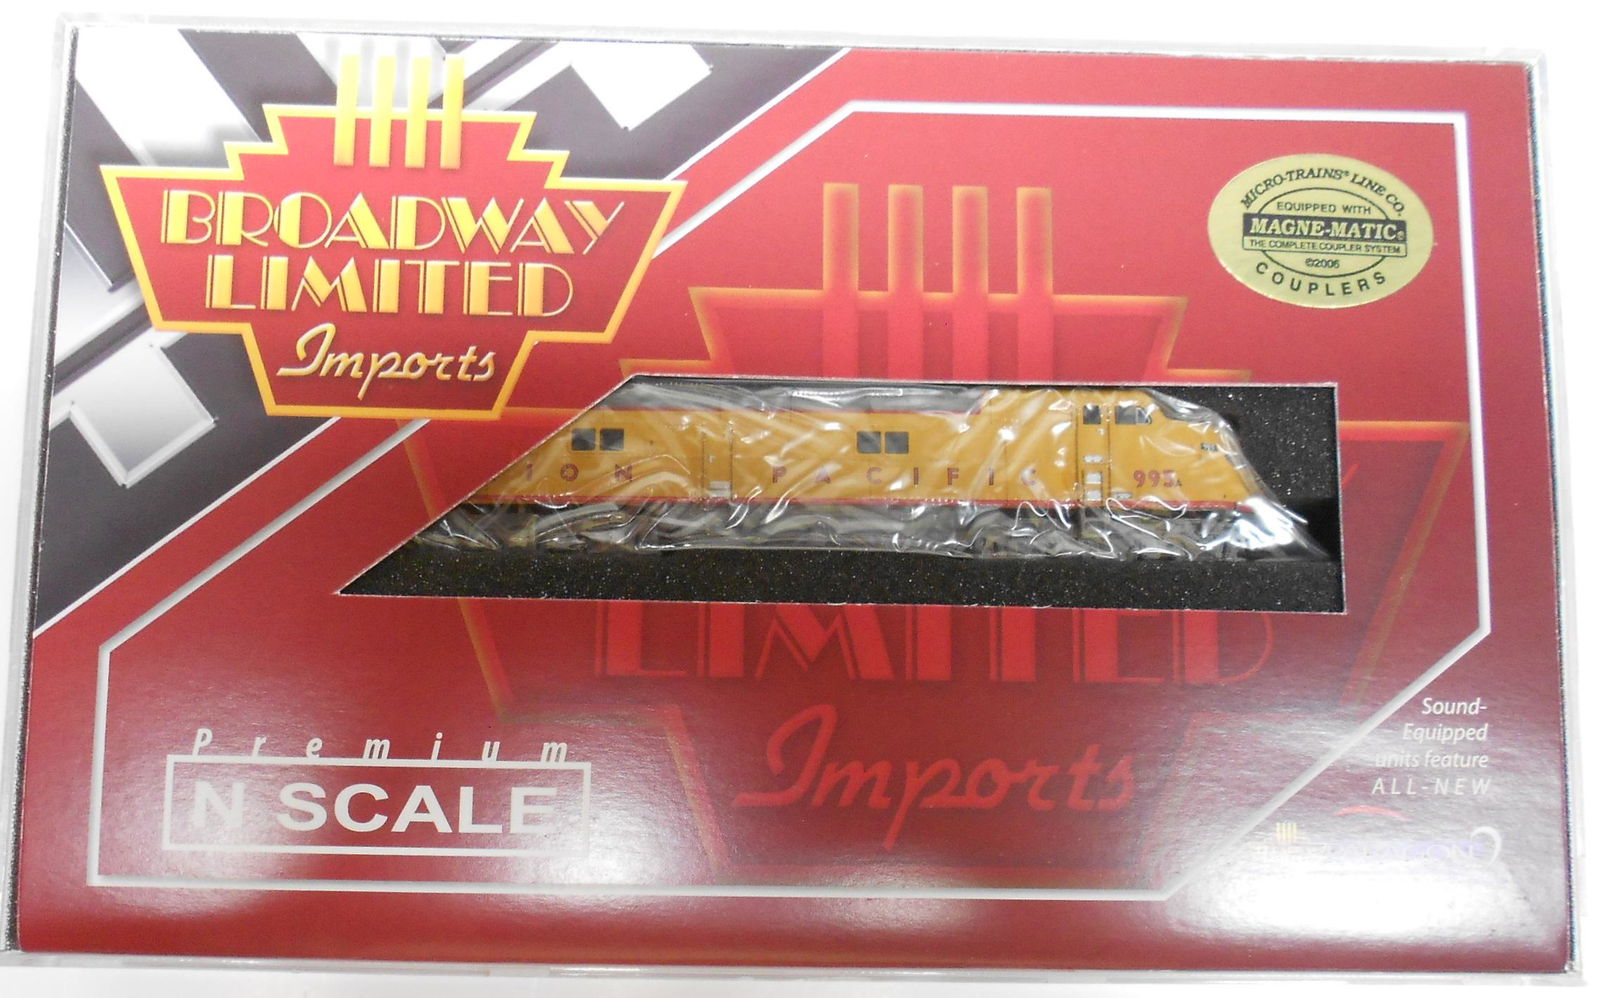 BROADWAY
LIMITED
Imports
MICRO-TRAINS® LINE CO.
EQUIPPED WITH
MAGNE-MATIC®
THE COMPLETE COUPLER SYSTEM
©2006
COUPLERS
ION PACIFIC 995A
LIMITED
Imports
Premium
N SCALE
Sound-
Equipped
units feature
ALL-NEW